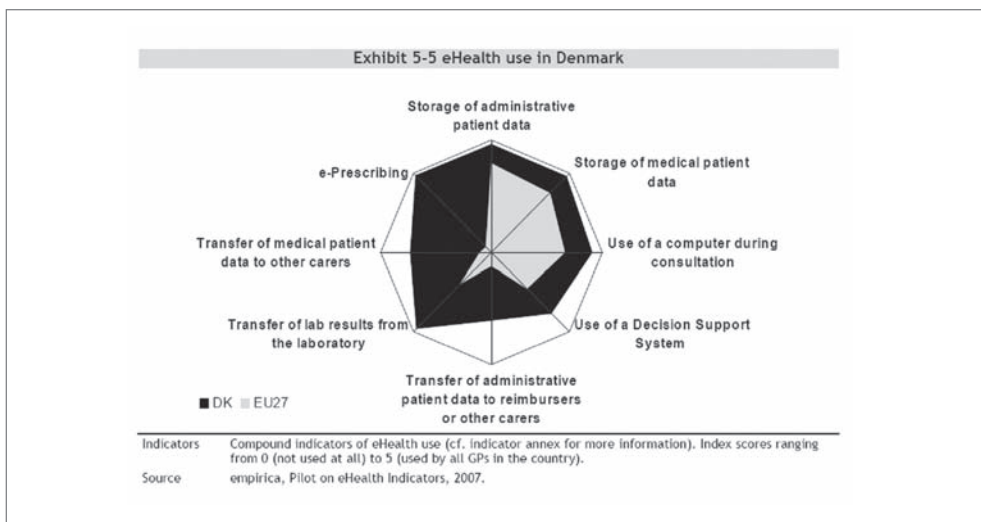 Exhibit 5-5 eHealth use in Denmark
Storage of administrative
patient data
e-Prescribing
Storage of medical patient
data
Transfer of medical patient
data to other carers
Use of a computer during
consultation
Transfer of lab results from
the laboratory
Use of a Decision Support
System
Transfer of administrative
patient data to reimbursers
or other carers
DK EU27
Indicators Compound indicators of eHealth use (cf. indicator annex for more information). Index scores ranging
from 0 (not used at all) to 5 (used by all GPs in the country).
Source empirica, Pilot on eHealth Indicators, 2007.